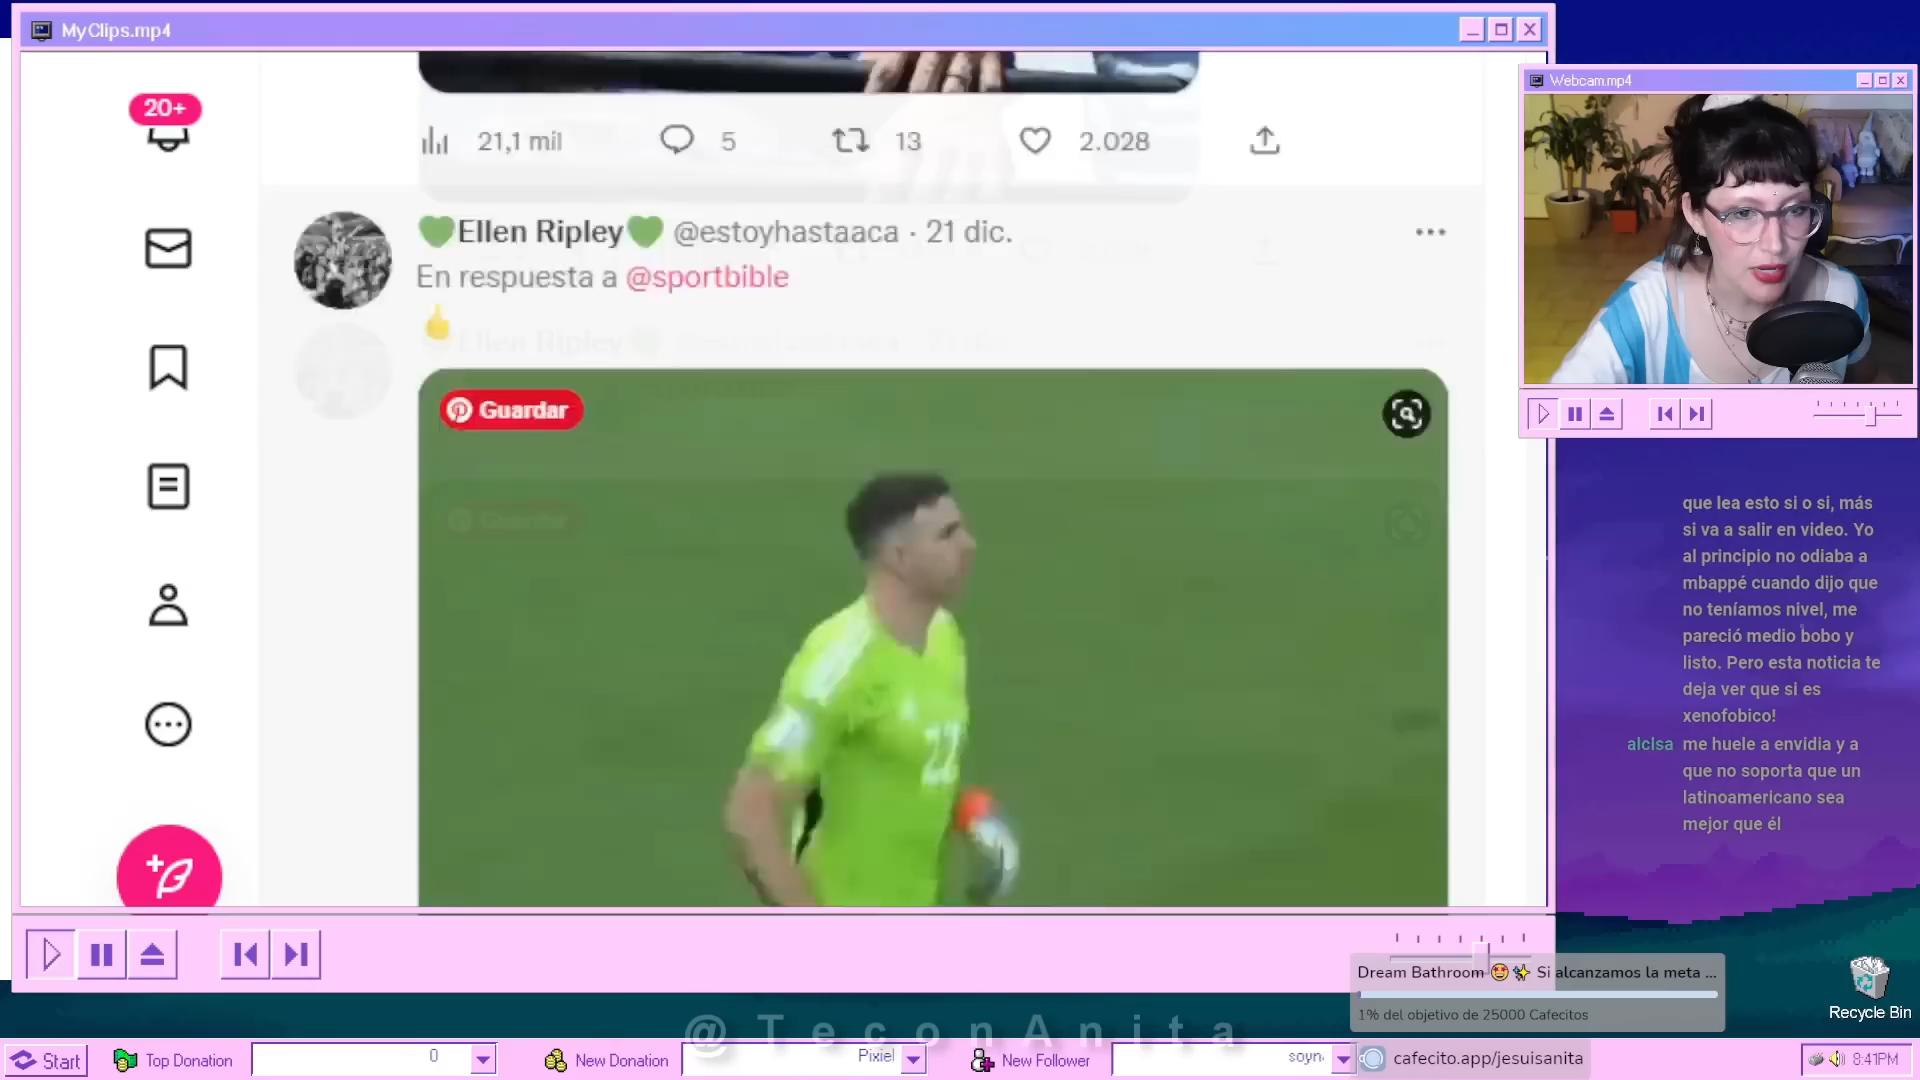 MyClips.mp4
20+
21,1 mil
5
13
2.028
💚Ellen Ripley💚 @estoyhastaaca · 21 dic.
En respuesta a @sportbible
Guardar
22
Webcam.mp4
que lea esto si o si, más
si va a salir en video. Yo
al principio no odiaba a
mbappé cuando dijo que
no teníamos nivel, me
pareció medio bobo y
listo. Pero esta noticia te
deja ver que si es
xenofobico!
alclsa me huele a envidia y a
que no soporta que un
latinoamericano sea
mejor que él
Dream Bathroom 🤩✨ Si alcanzamos la meta ...
1% del objetivo de 25000 Cafecitos
Recycle Bin
@TeconAnita
Start
Top Donation
0
New Donation
Pixiel
New Follower
soyn
cafecito.app/jesuisanita
8:41PM